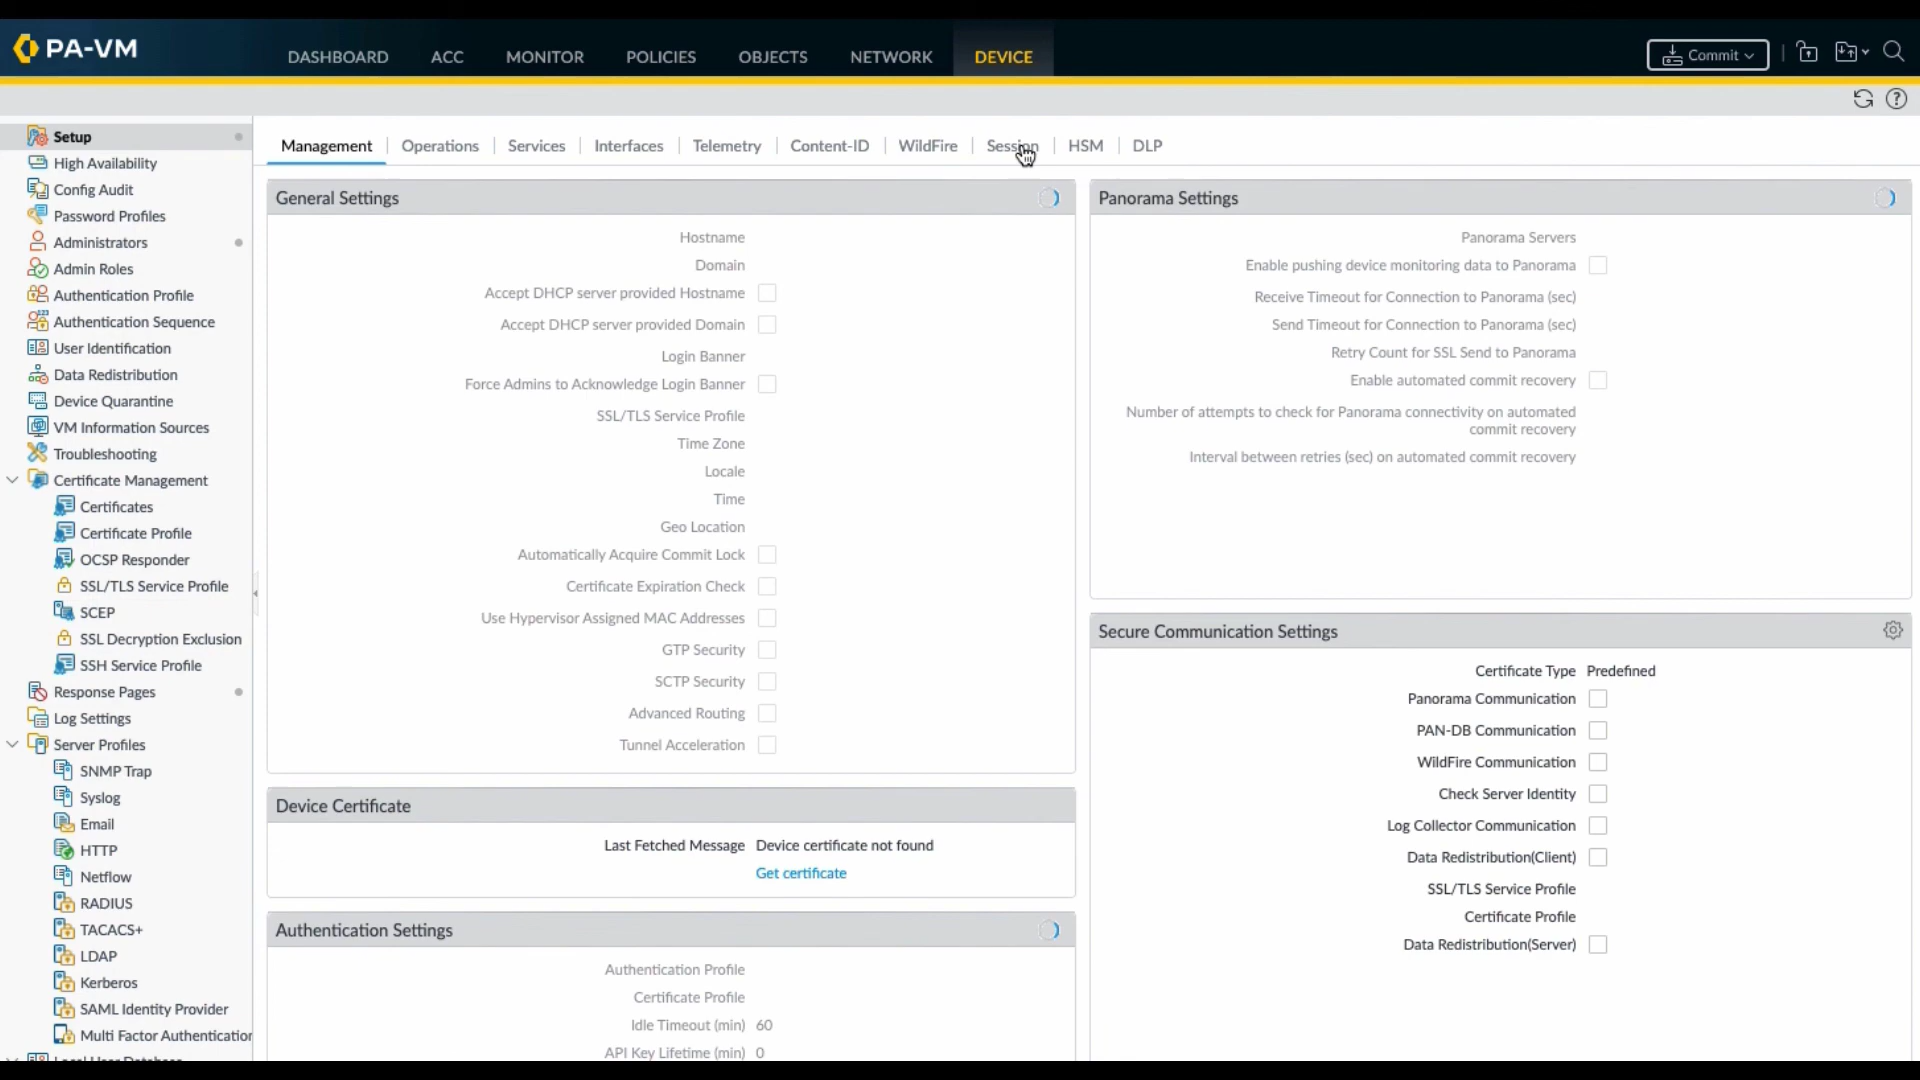 PA-VM
DASHBOARD
ACC
MONITOR
POLICIES
OBJECTS
NETWORK
DEVICE
Commit
Setup
High Availability
Config Audit
Password Profiles
Administrators
Admin Roles
Authentication Profile
Authentication Sequence
User Identification
Data Redistribution
Device Quarantine
VM Information Sources
Troubleshooting
Certificate Management
Certificates
Certificate Profile
OCSP Responder
SSL/TLS Service Profile
SCEP
SSL Decryption Exclusion
SSH Service Profile
Response Pages
Log Settings
Server Profiles
SNMP Trap
Syslog
Email
HTTP
Netflow
RADIUS
TACACS+
LDAP
Kerberos
SAML Identity Provider
Multi Factor Authentication
Management
Operations
Services
Interfaces
Telemetry
Content-ID
WildFire
Session
HSM
DLP
General Settings
Hostname
Domain
Accept DHCP server provided Hostname
Accept DHCP server provided Domain
Login Banner
Force Admins to Acknowledge Login Banner
SSL/TLS Service Profile
Time Zone
Locale
Time
Geo Location
Automatically Acquire Commit Lock
Certificate Expiration Check
Use Hypervisor Assigned MAC Addresses
GTP Security
SCTP Security
Advanced Routing
Tunnel Acceleration
Device Certificate
Last Fetched Message Device certificate not found
Get certificate
Authentication Settings
Authentication Profile
Certificate Profile
Idle Timeout (min) 60
API Key Lifetime (min) 0
Panorama Settings
Panorama Servers
Enable pushing device monitoring data to Panorama
Receive Timeout for Connection to Panorama (sec)
Send Timeout for Connection to Panorama (sec)
Retry Count for SSL Send to Panorama
Enable automated commit recovery
Number of attempts to check for Panorama connectivity on automated
commit recovery
Interval between retries (sec) on automated commit recovery
Secure Communication Settings
Certificate Type Predefined
Panorama Communication
PAN-DB Communication
WildFire Communication
Check Server Identity
Log Collector Communication
Data Redistribution(Client)
SSL/TLS Service Profile
Certificate Profile
Data Redistribution(Server)